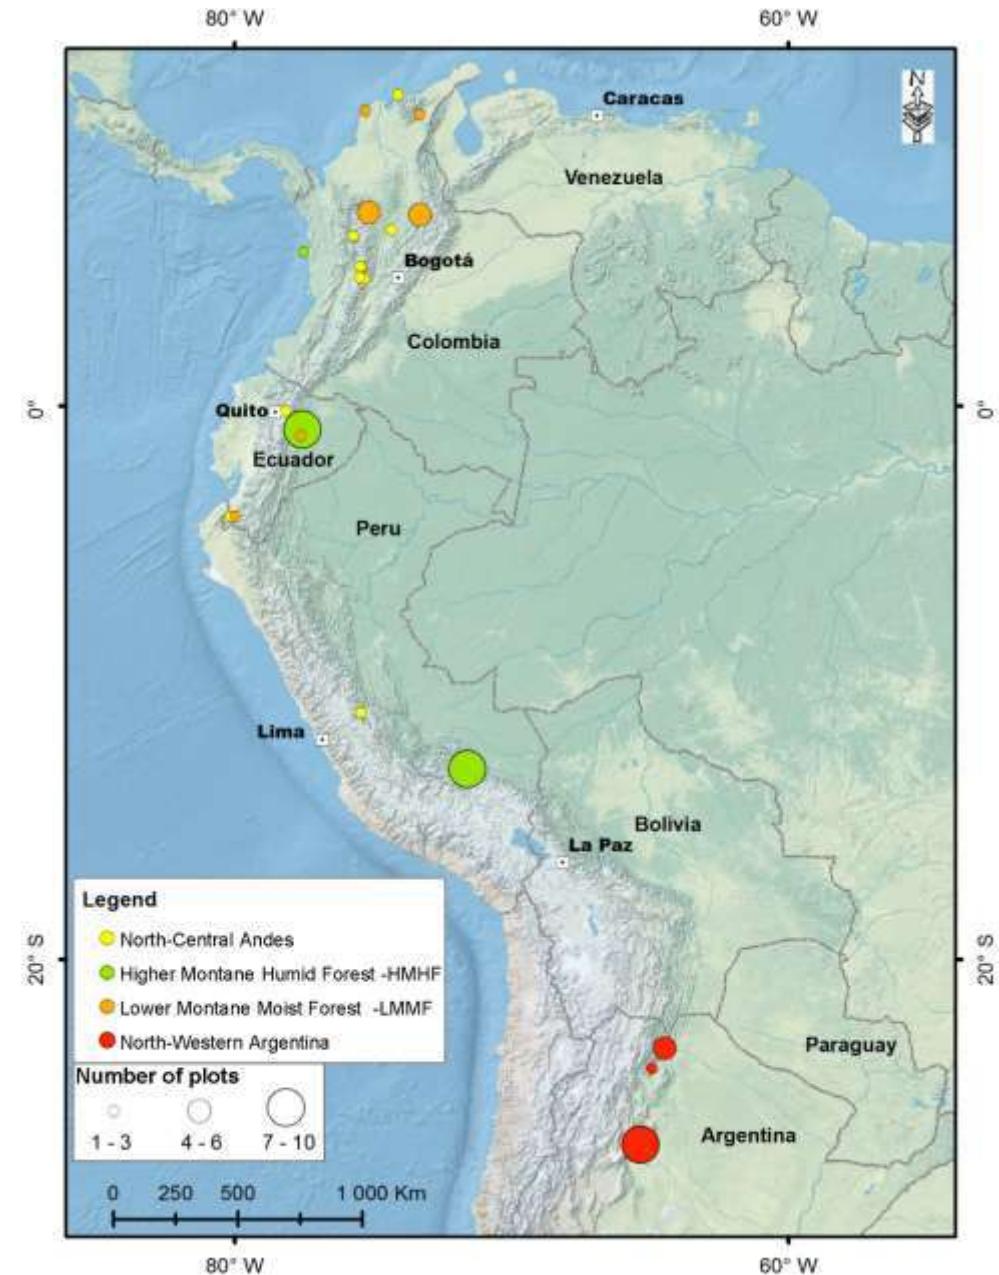 80° W 60° W
N
Caracas
Venezuela
Bogotá
Colombia
0° 0°
Quito
Ecuador
Peru
Lima
Bolivia
La Paz
Legend
North-Central Andes
Higher Montane Humid Forest -HMHF
20° S 20° S
Lower Montane Moist Forest -LMMF
North-Western Argentina
Paraguay
Number of plots
1 - 3 4 - 6 7 - 10
Argentina
0 250 500 1 000 Km
80° W 60° W